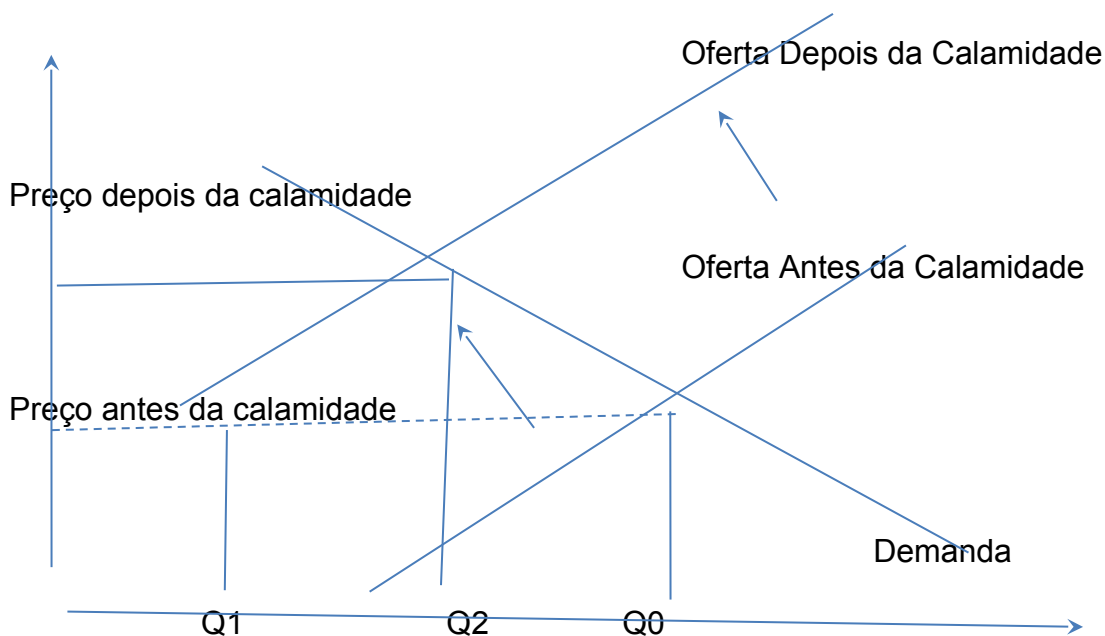 Oferta Depois da Calamidade
Preço depois da calamidade
Oferta Antes da Calamidade
Preço antes da calamidade
Demanda
Q1
Q2
Q0